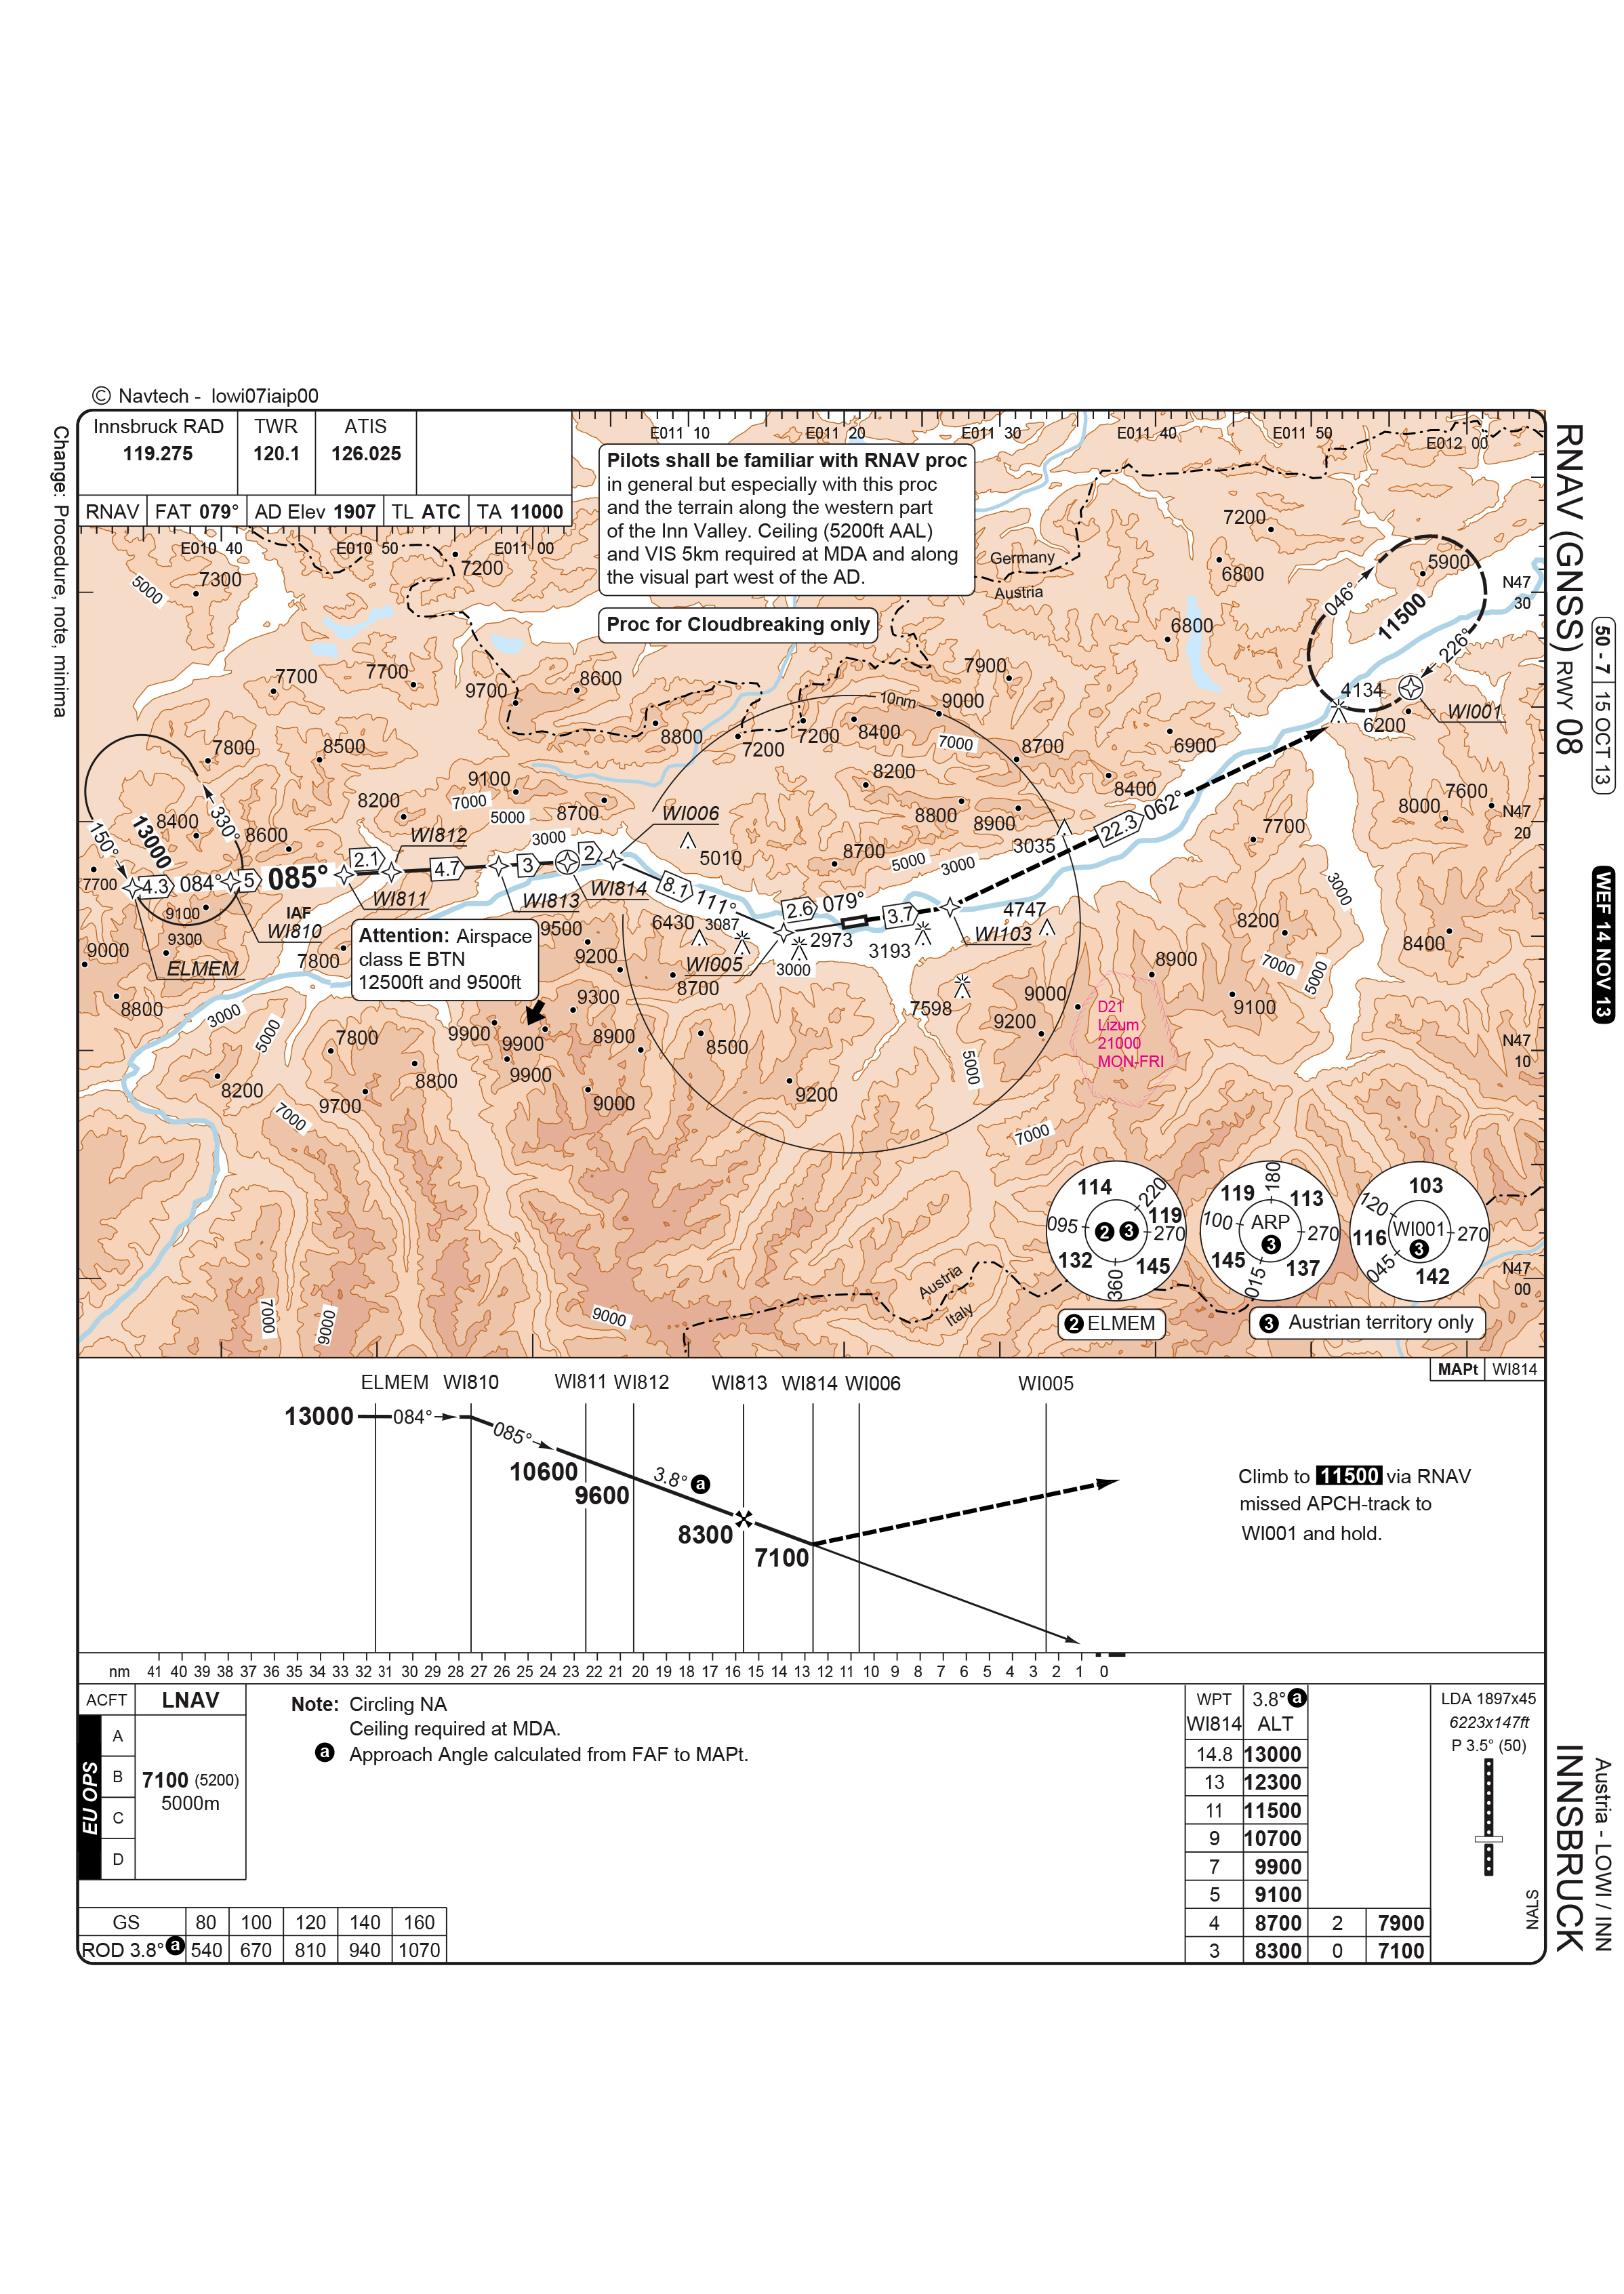 © Navtech - lowi07iaip00
Change: Procedure, note, minima
RNAV (GNSS) RWY 08
50 - 7
15 OCT 13
WEF 14 NOV 13
Austria - LOWI / INN
INNSBRUCK
Innsbruck RAD
119.275
TWR
120.1
ATIS
126.025
RNAV
FAT 079°
AD Elev 1907
TL ATC
TA 11000
E010 40
E010 50
E011 00
E011 10
E011 20
E011 30
E011 40
E011 50
E012 00
Pilots shall be familiar with RNAV proc
in general but especially with this proc
and the terrain along the western part
of the Inn Valley. Ceiling (5200ft AAL)
and VIS 5km required at MDA and along
the visual part west of the AD.
Proc for Cloudbreaking only
Germany
Austria
5000
7300
7200
7200
6800
5900
046°
11500
226°
N47
30
6800
7700
7700
9700
8600
7900
9000
10nm
4134
6200
WI001
7800
8500
8800
7200
7200
8400
7000
8700
6900
9100
8200
7000
5000
8700
8200
8400
8000
7600
N47
20
150°
13000
8400
330°
8600
WI812
3000
WI006
5010
8800
8900
3035
22.3
062°
7700
7700
4.3
084°
5
085°
2.1
4.7
3
2
8700
5000
3000
WI811
WI813
WI814
8.1
111°
2.6
079°
3.7
3000
9100
IAF
WI810
9300
ELMEM
9000
7800
Attention: Airspace
class E BTN
12500ft and 9500ft
9500
9200
6430
3087
WI005
2973
3000
3193
WI103
4747
8200
7000
5000
8400
8800
3000
5000
8700
9300
7598
9000
9200
8900
9100
D21
Lizum
21000
MON-FRI
7800
9900
9900
9900
8900
8500
5000
N47
10
8200
7000
9700
8800
9000
9200
7000
7000
9000
9000
Austria
Italy
114
220
119
095
2 3
270
132
360
145
2 ELMEM
119
180
113
100
ARP
3
270
145
015
137
103
120
116
WI001
3
270
045
142
3 Austrian territory only
N47
00
MAPt
WI814
ELMEM
WI810
WI811
WI812
WI813
WI814
WI006
WI005
13000
084°
085°
10600
9600
3.8° a
8300
7100
Climb to 11500 via RNAV
missed APCH-track to
WI001 and hold.
nm 41 40 39 38 37 36 35 34 33 32 31 30 29 28 27 26 25 24 23 22 21 20 19 18 17 16 15 14 13 12 11 10 9 8 7 6 5 4 3 2 1 0
ACFT
LNAV
EU OPS
A
B
C
D
7100 (5200)
5000m
Note: Circling NA
Ceiling required at MDA.
a Approach Angle calculated from FAF to MAPt.
GS 80 100 120 140 160
ROD 3.8° a 540 670 810 940 1070
WPT 3.8° a
WI814 ALT
14.8 13000
13 12300
11 11500
9 10700
7 9900
5 9100
4 8700 2 7900
3 8300 0 7100
LDA 1897x45
6223x147ft
P 3.5° (50)
NALS